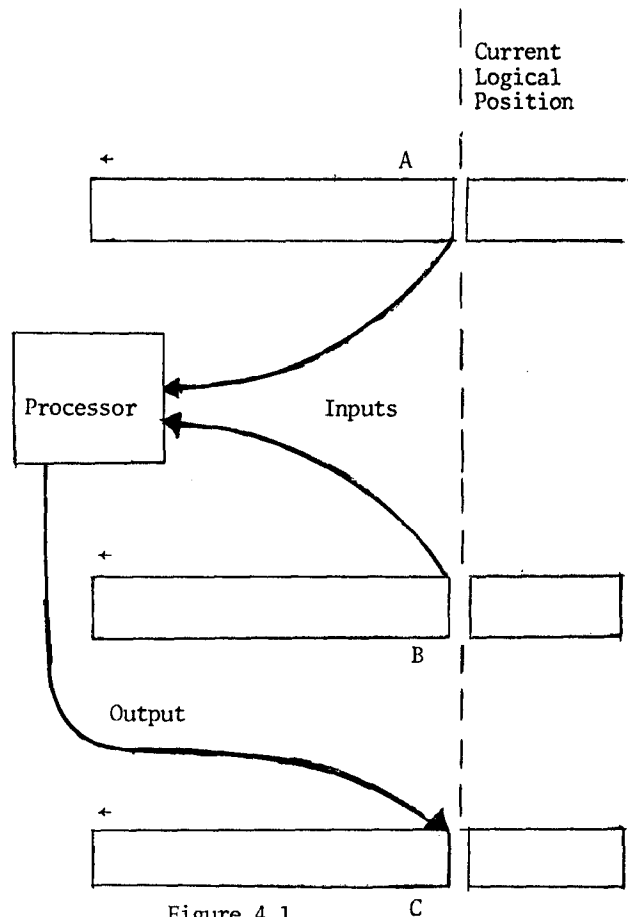 Current
Logical
Position
← A
Processor
Inputs
←
B
Output
←
C
Figure 4.1